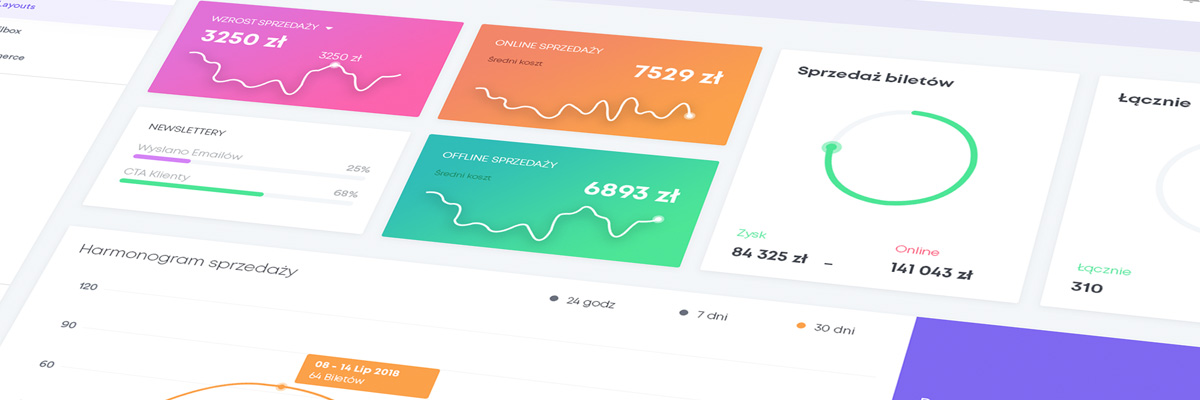 Layouts
WZROST SPRZEDAŻY
3250 zł
3250 zł
ONLINE SPRZEDAŻY
Średni koszt
7529 zł
NEWSLETTERY
Wysłano Emailów
25%
CTA Klienty
68%
OFFLINE SPRZEDAŻY
Średni koszt
6893 zł
Sprzedaż biletów
Zysk
84 325 zł
–
Online
141 043 zł
Łącznie
Łącznie
310
Harmonogram sprzedaży
24 godz
7 dni
30 dni
120
90
60
08 - 14 Lip 2018
64 Biletów